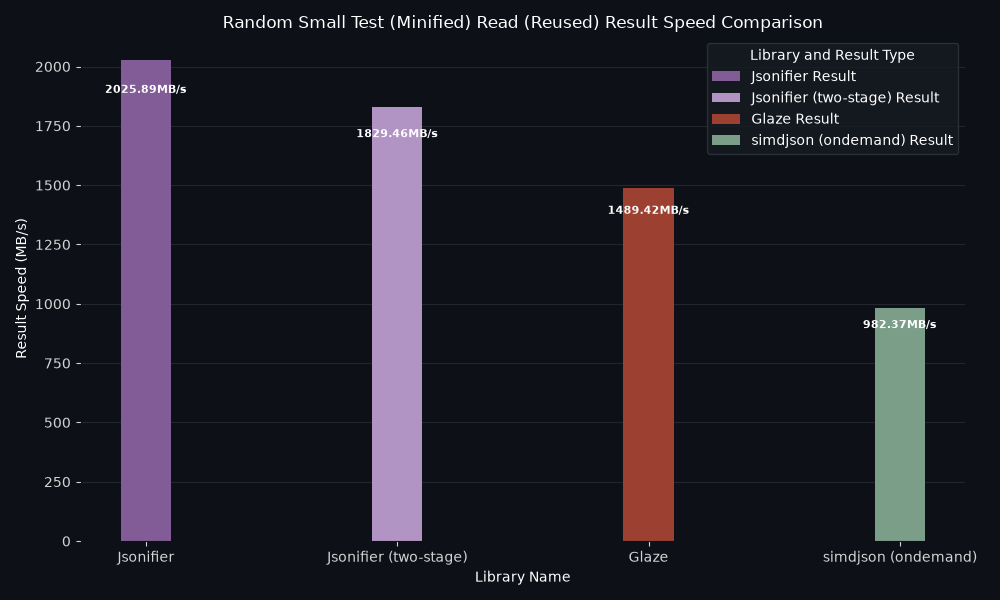 Random Small Test (Minified) Read (Reused) Result Speed Comparison
Library and Result Type
Jsonifier Result
Jsonifier (two-stage) Result
Glaze Result
simdjson (ondemand) Result
2025.89MB/s
1829.46MB/s
1489.42MB/s
982.37MB/s
Result Speed (MB/s)
2000
1750
1500
1250
1000
750
500
250
0
Jsonifier
Jsonifier (two-stage)
Glaze
simdjson (ondemand)
Library Name